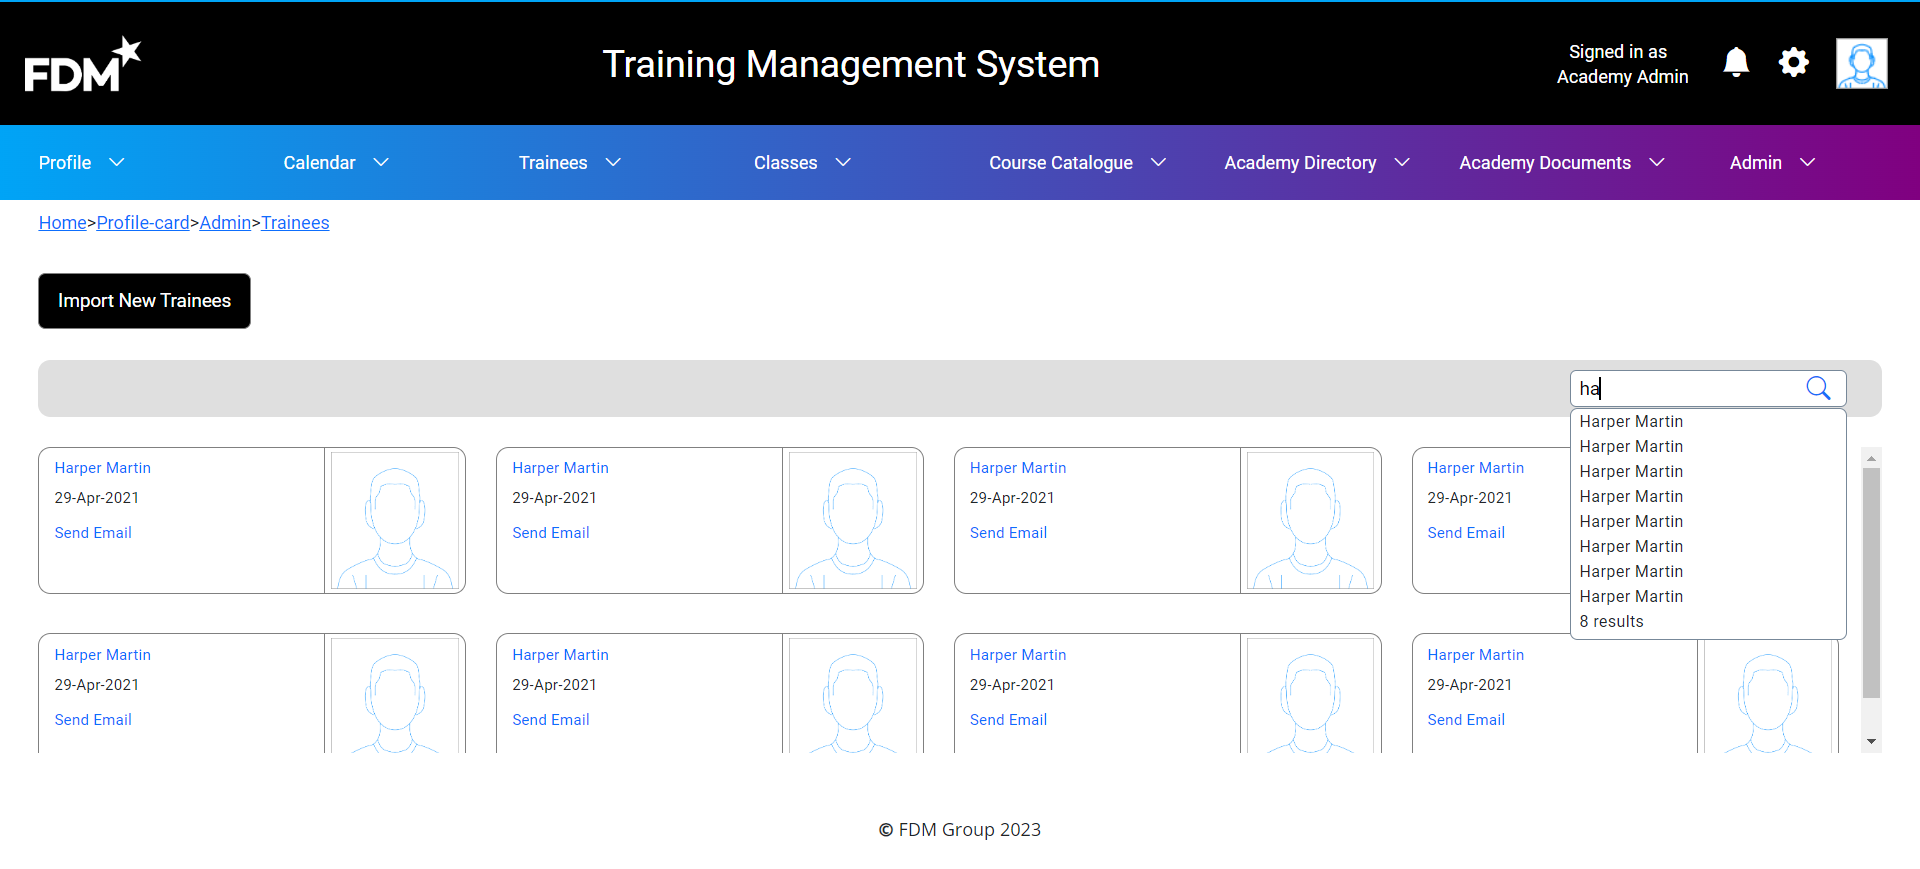 FDM
Training Management System
Signed in as
Academy Admin
Profile
Calendar
Trainees
Classes
Course Catalogue
Academy Directory
Academy Documents
Admin
Home>Profile-card>Admin>Trainees
Import New Trainees
ha
Harper Martin
Harper Martin
Harper Martin
Harper Martin
Harper Martin
Harper Martin
Harper Martin
Harper Martin
8 results
Harper Martin
29-Apr-2021
Send Email
Harper Martin
29-Apr-2021
Send Email
Harper Martin
29-Apr-2021
Send Email
Harper Martin
29-Apr-2021
Send Email
Harper Martin
29-Apr-2021
Send Email
Harper Martin
29-Apr-2021
Send Email
Harper Martin
29-Apr-2021
Send Email
Harper Martin
29-Apr-2021
Send Email
© FDM Group 2023